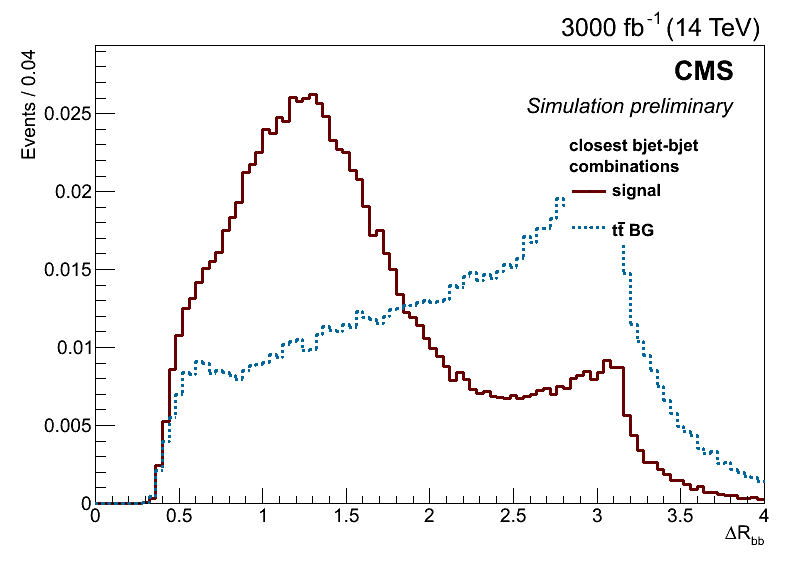 3000 fb-1 (14 TeV)
Events / 0.04
CMS
Simulation preliminary
closest bjet-bjet
combinations
signal
tt̄ BG
0.025
0.02
0.015
0.01
0.005
0
0 0.5 1 1.5 2 2.5 3 3.5 4
ΔRbb